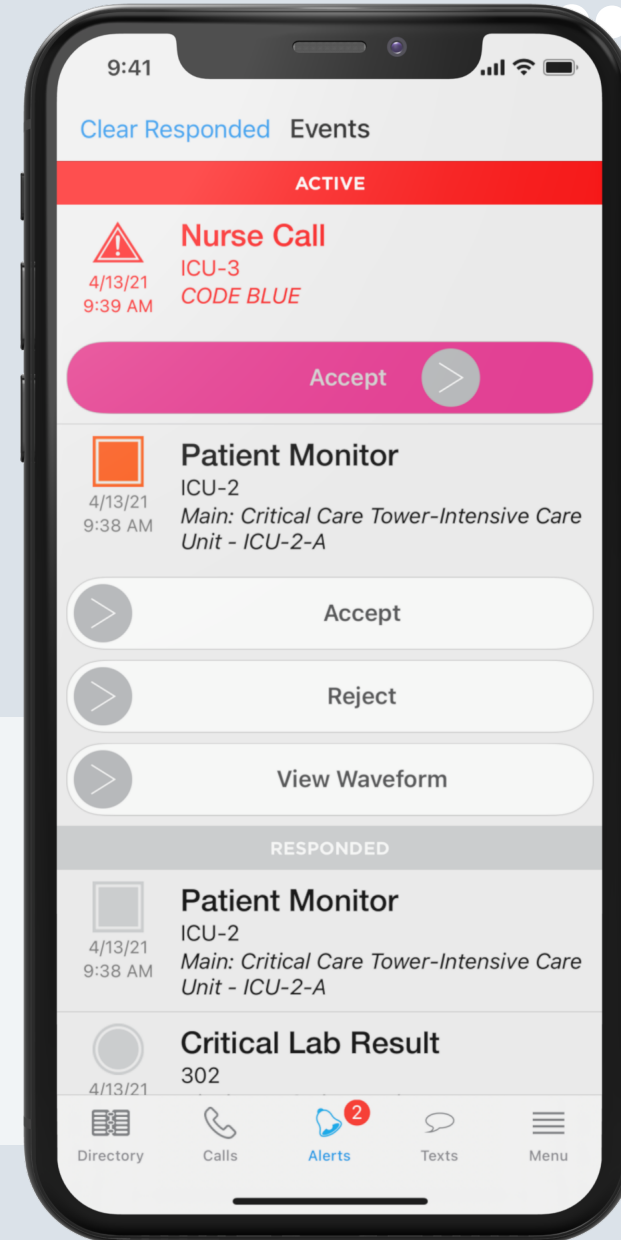 9:41
Clear Responded Events
ACTIVE
Nurse Call
ICU-3
4/13/21
9:39 AM
CODE BLUE
Accept
Patient Monitor
ICU-2
4/13/21
9:38 AM
Main: Critical Care Tower-Intensive Care
Unit - ICU-2-A
Accept
Reject
View Waveform
RESPONDED
Patient Monitor
ICU-2
4/13/21
9:38 AM
Main: Critical Care Tower-Intensive Care
Unit - ICU-2-A
Critical Lab Result
302
4/13/21
2
Directory Calls Alerts Texts Menu